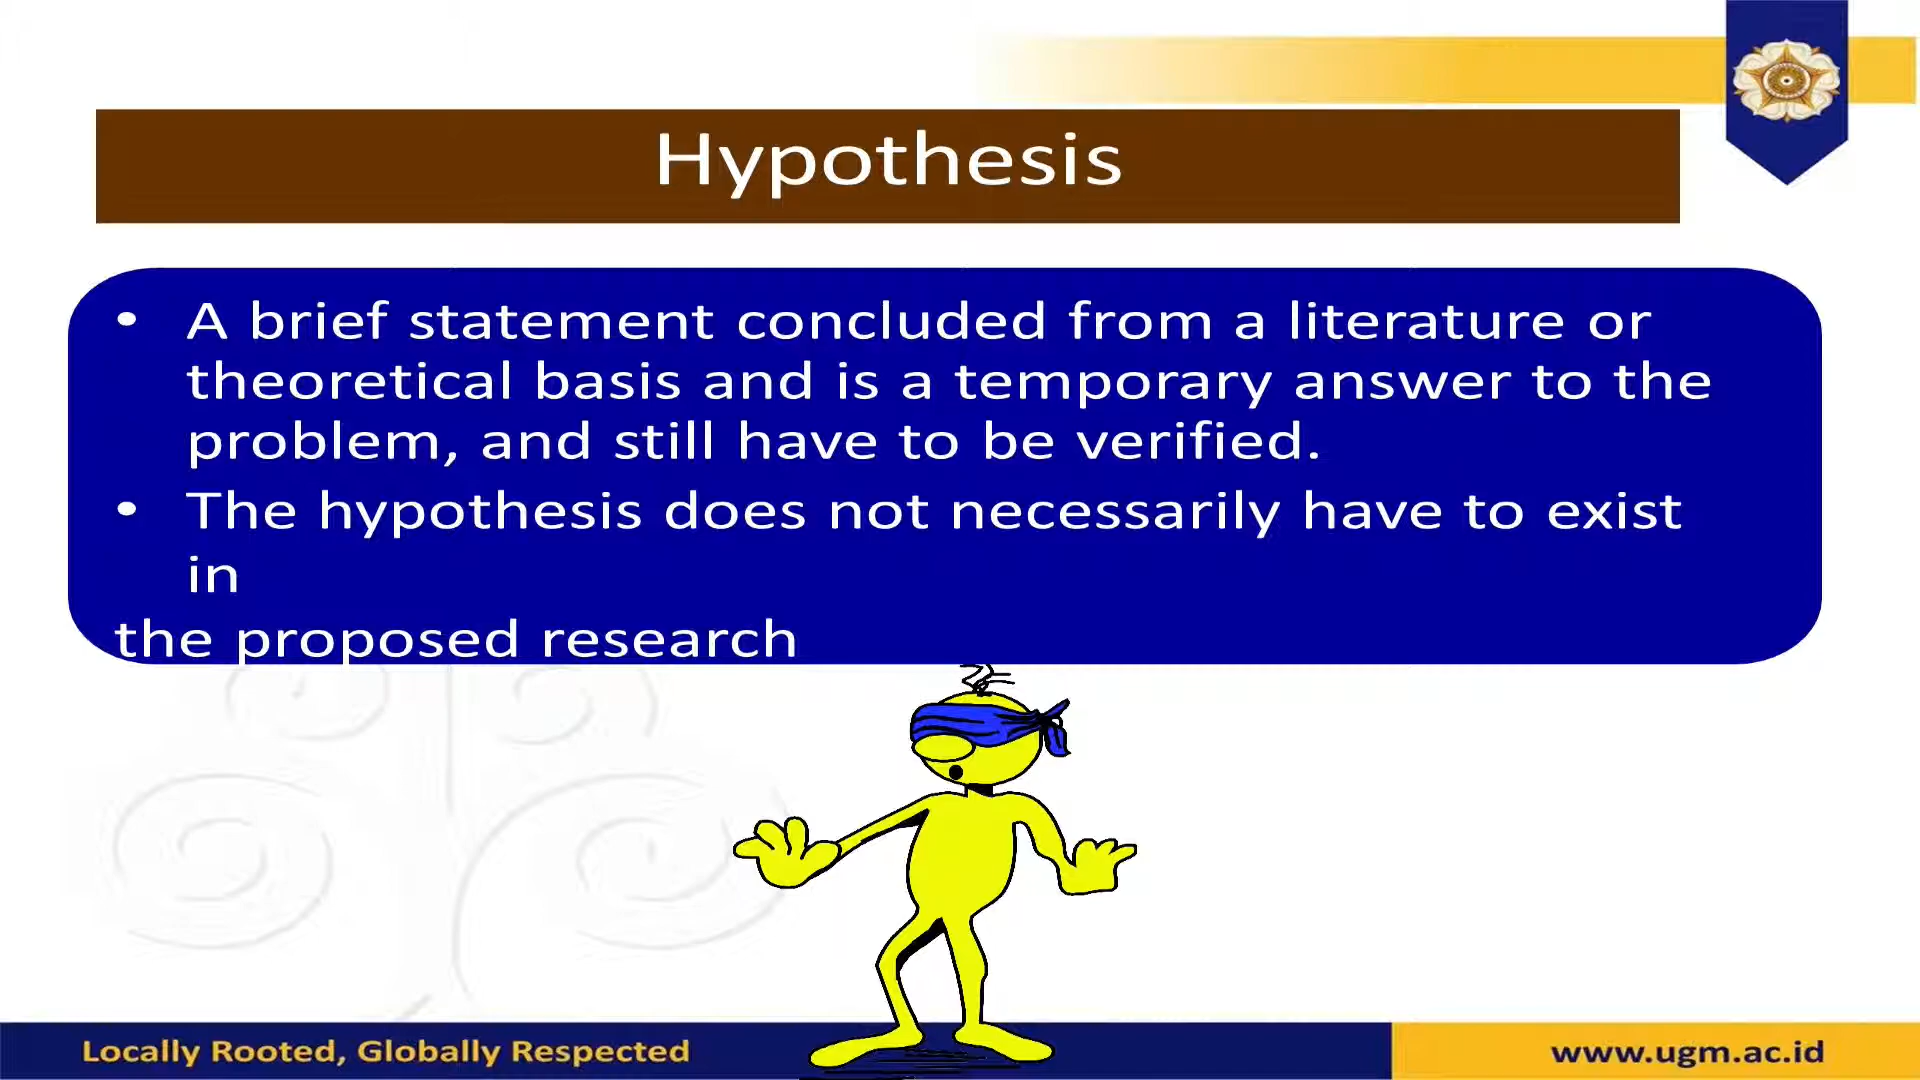 Hypothesis
• A brief statement concluded from a literature or
theoretical basis and is a temporary answer to the
problem, and still have to be verified.
• The hypothesis does not necessarily have to exist
in
the proposed research
Locally Rooted, Globally Respected
www.ugm.ac.id